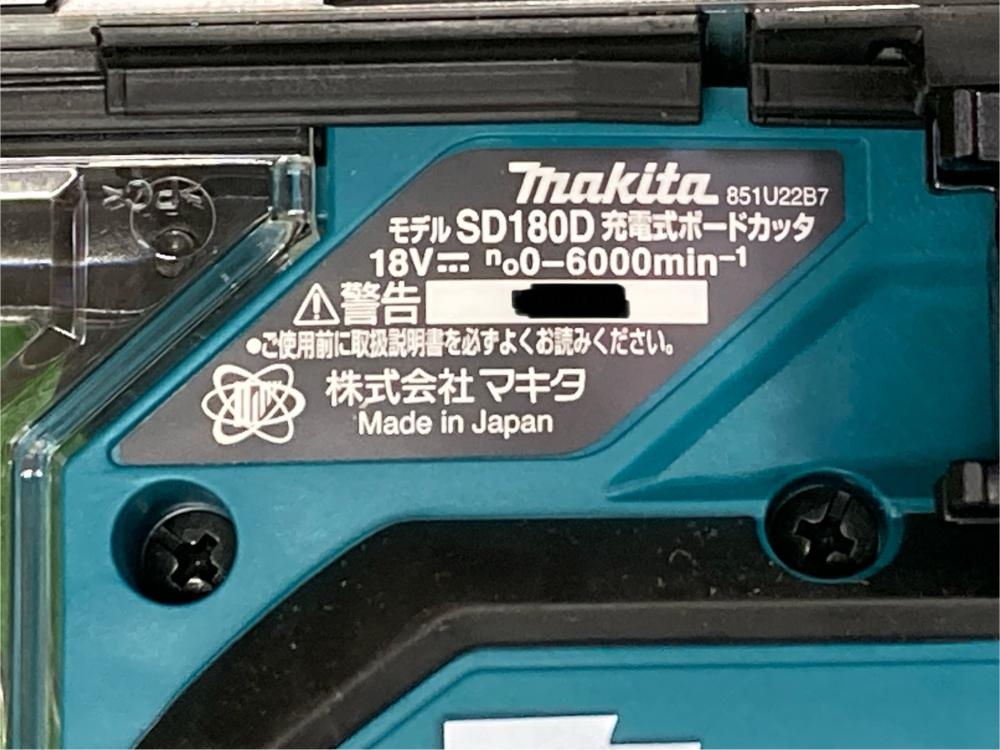 makita 851U22B7
モデル SD180D 充電式ボードカッタ
18V⎓ n₀0-6000min⁻¹
⚠警告
●ご使用前に取扱説明書を必ずよくお読みください。
株式会社 マキタ
Made in Japan